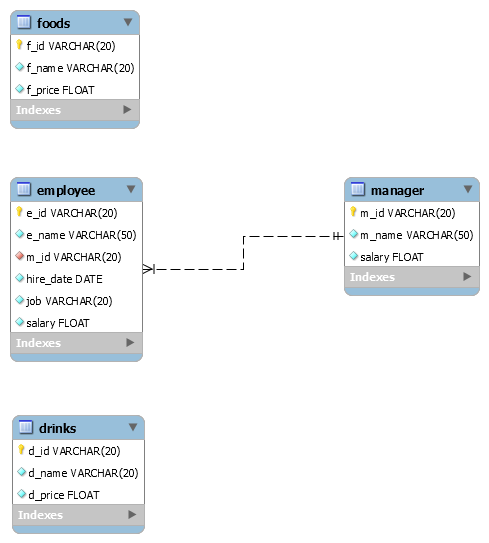 foods
f_id VARCHAR(20)
f_name VARCHAR(20)
f_price FLOAT
Indexes
employee
e_id VARCHAR(20)
e_name VARCHAR(50)
m_id VARCHAR(20)
hire_date DATE
job VARCHAR(20)
salary FLOAT
Indexes
manager
m_id VARCHAR(20)
m_name VARCHAR(50)
salary FLOAT
Indexes
drinks
d_id VARCHAR(20)
d_name VARCHAR(20)
d_price FLOAT
Indexes